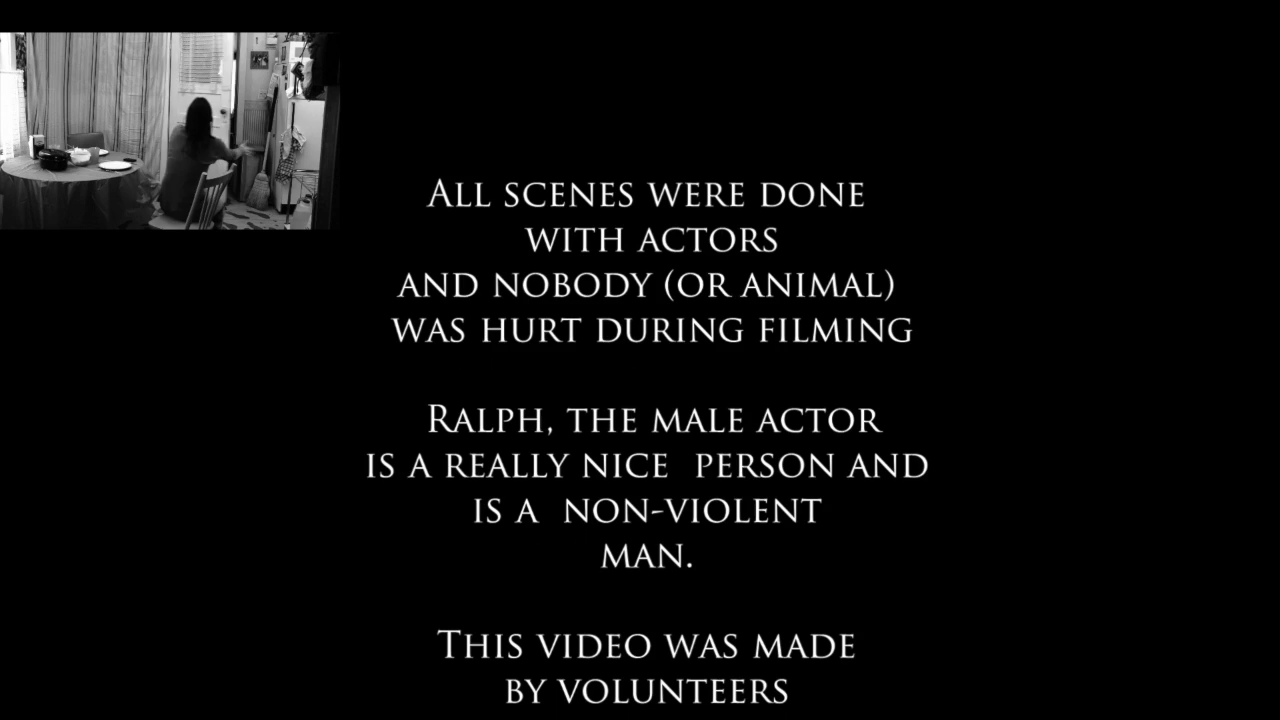 All scenes were done
with actors
and nobody (or animal)
was hurt during filming
Ralph, the male actor
is a really nice person and
is a non-violent
man.
This video was made
by volunteers